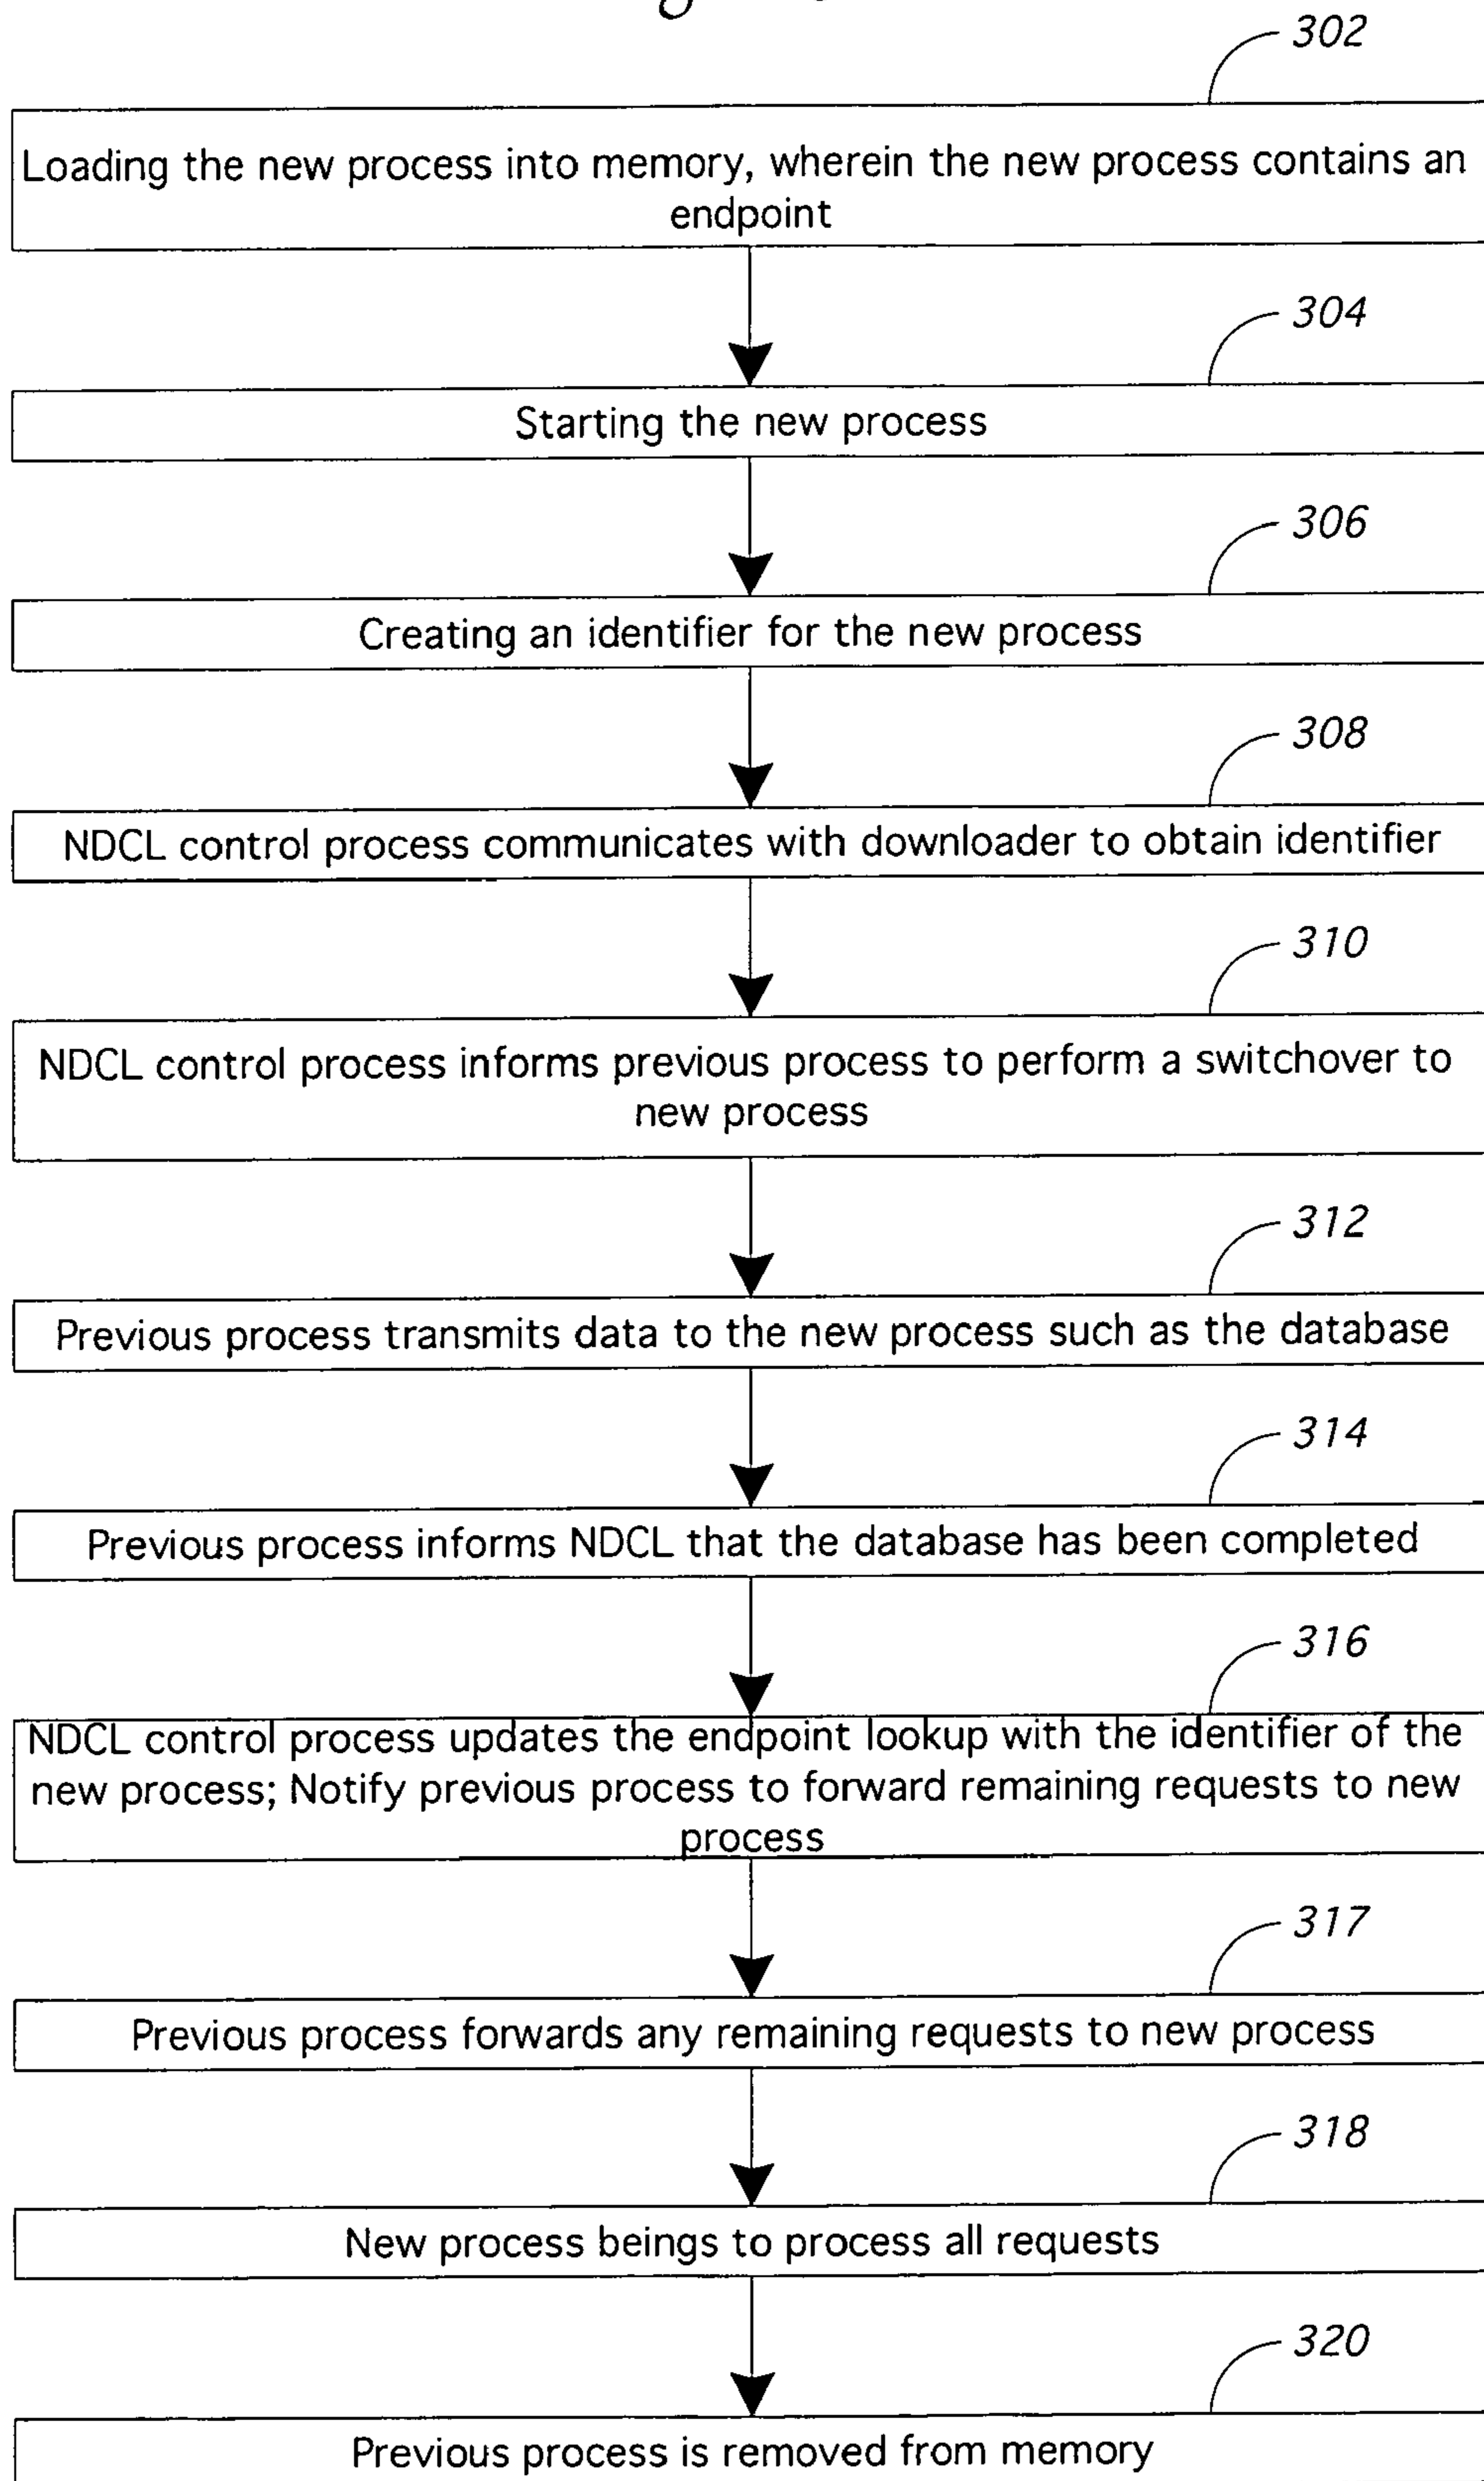 302
Loading the new process into memory, wherein the new process contains an
endpoint
304
Starting the new process
306
Creating an identifier for the new process
308
NDCL control process communicates with downloader to obtain identifier
310
NDCL control process informs previous process to perform a switchover to
new process
312
Previous process transmits data to the new process such as the database
314
Previous process informs NDCL that the database has been completed
316
NDCL control process updates the endpoint lookup with the identifier of the
new process; Notify previous process to forward remaining requests to new
process
317
Previous process forwards any remaining requests to new process
318
New process beings to process all requests
320
Previous process is removed from memory